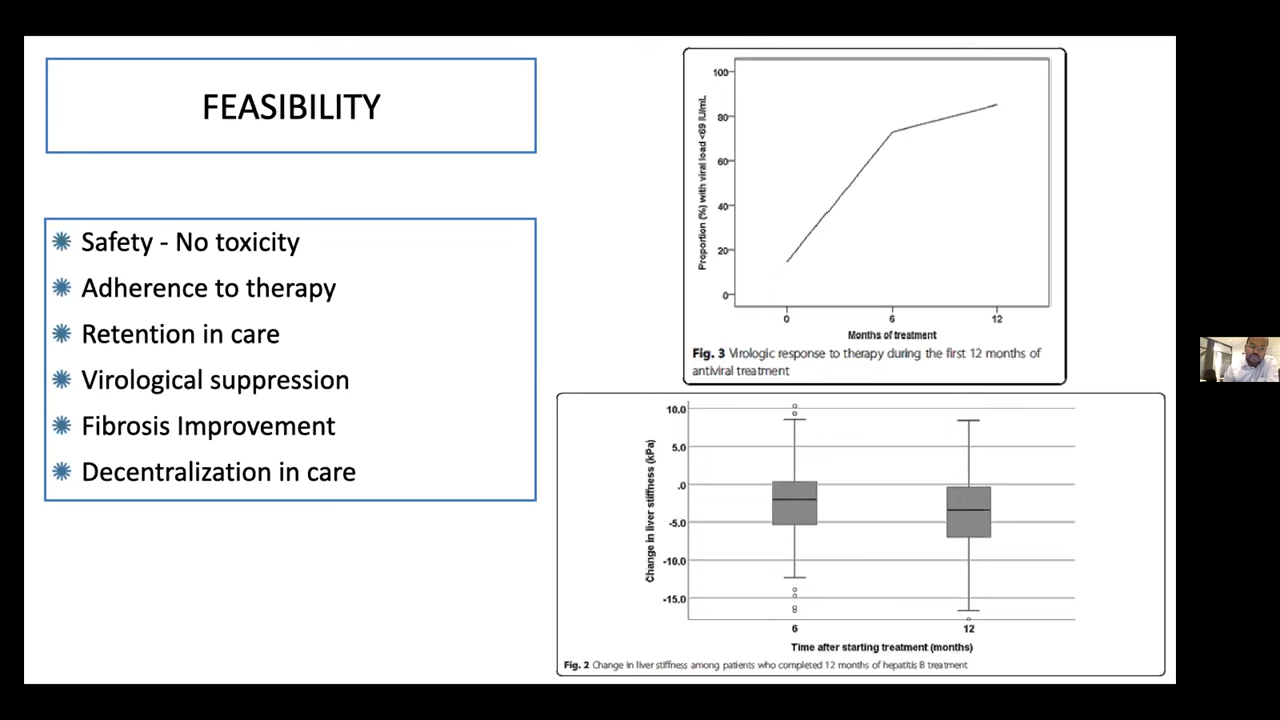 FEASIBILITY
Safety - No toxicity
Adherence to therapy
Retention in care
Virological suppression
Fibrosis Improvement
Decentralization in care
Proportion (%) with viral load <69 IU/mL
100
80
60
40
20
0
0 6 12
Months of treatment
Fig. 3 Virologic response to therapy during the first 12 months of
antiviral treatment
Change in liver stiffness (kPa)
10.0
5.0
.0
-5.0
-10.0
-15.0
6 12
Time after starting treatment (months)
Fig. 2 Change in liver stiffness among patients who completed 12 months of hepatitis B treatment